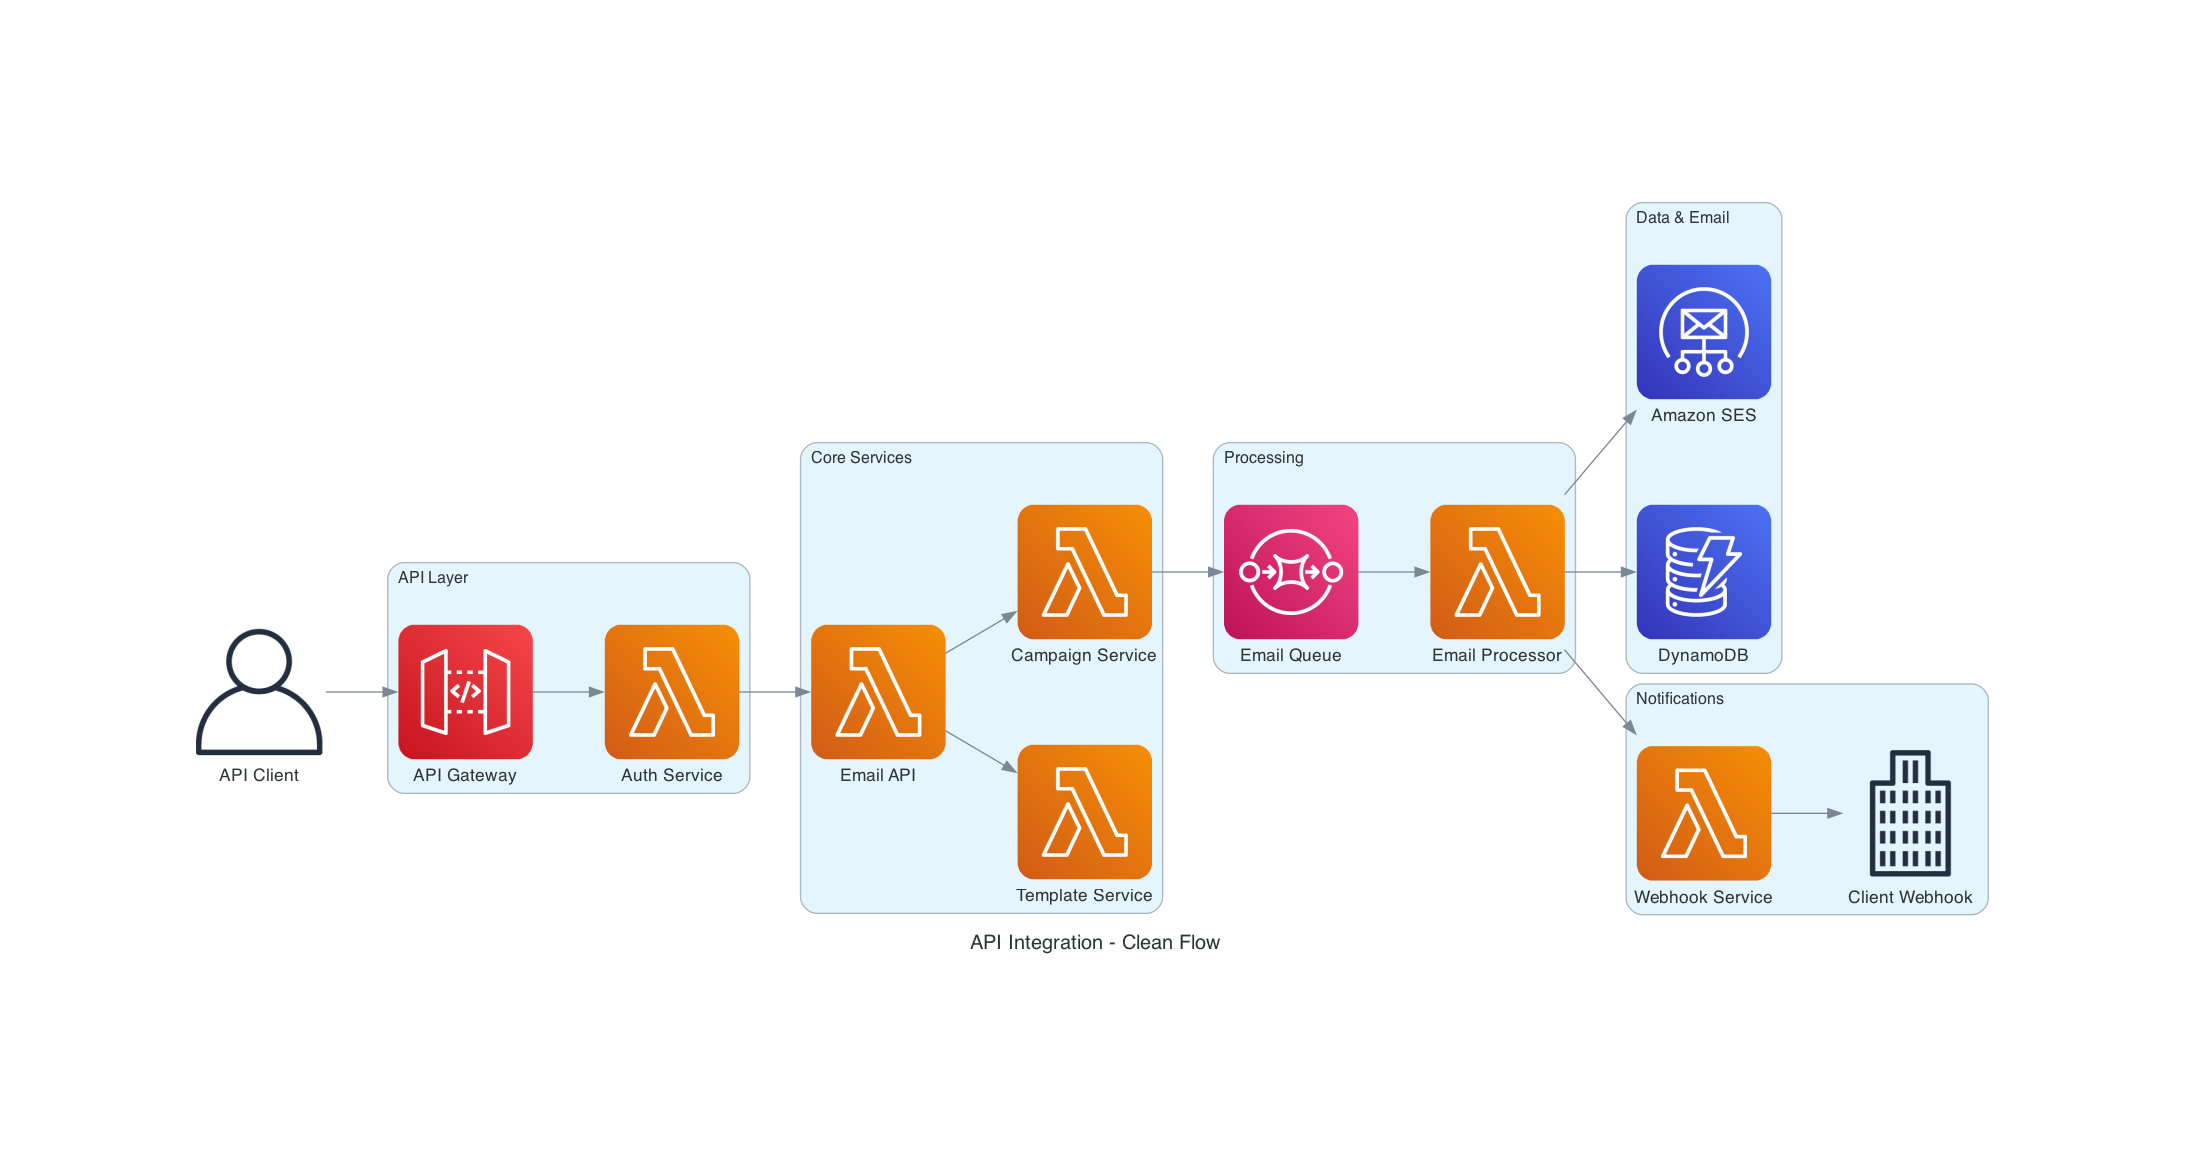 Data & Email
Amazon SES
Core Services
Processing
API Layer
Campaign Service
Email Queue
Email Processor
DynamoDB
Notifications
API Client
API Gateway
Auth Service
Email API
Template Service
Webhook Service
Client Webhook
API Integration - Clean Flow